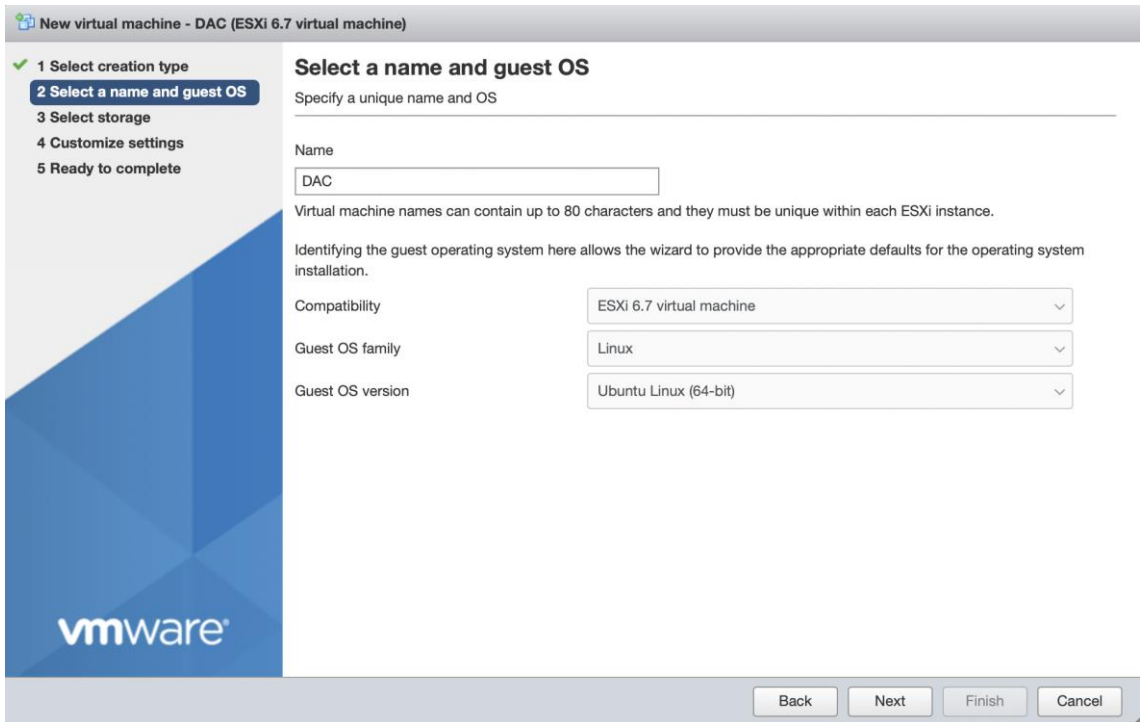 New virtual machine - DAC (ESXi 6.7 virtual machine)
1 Select creation type
2 Select a name and guest OS
3 Select storage
4 Customize settings
5 Ready to complete
Select a name and guest OS
Specify a unique name and OS
Name
DAC
Virtual machine names can contain up to 80 characters and they must be unique within each ESXi instance.
Identifying the guest operating system here allows the wizard to provide the appropriate defaults for the operating system
installation.
Compatibility
ESXi 6.7 virtual machine
Guest OS family
Linux
Guest OS version
Ubuntu Linux (64-bit)
vmware®
Back
Next
Finish
Cancel